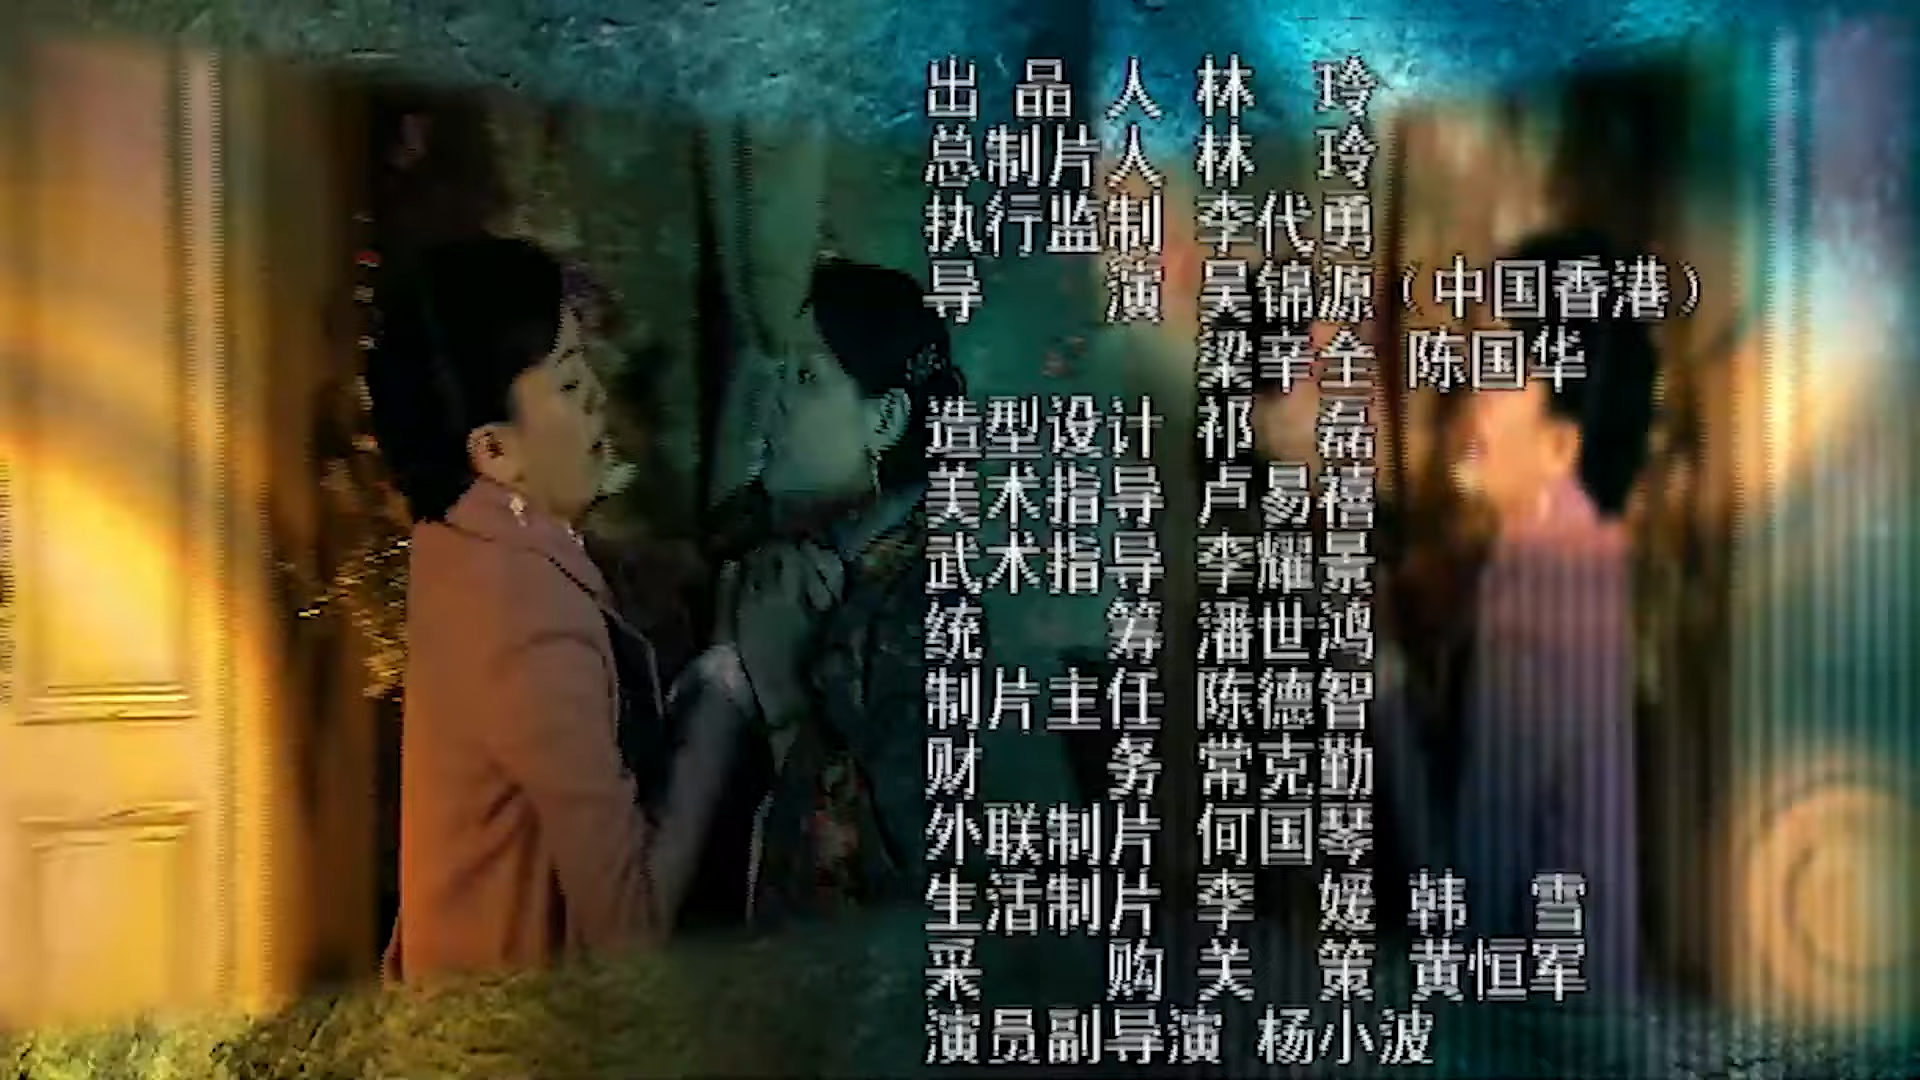 出品人 林玲
总制片人 林玲
执行监制 李代勇
导演 吴锦源（中国香港）
梁辛全 陈国华
造型设计 祁磊
美术指导 卢易禧
武术指导 李耀景
统筹 潘世鸿
制片主任 陈德智
财务 常克勤
外联制片 何国琴
生活制片 李媛 韩雪
采购 关策 黄恒军
演员副导演 杨小波